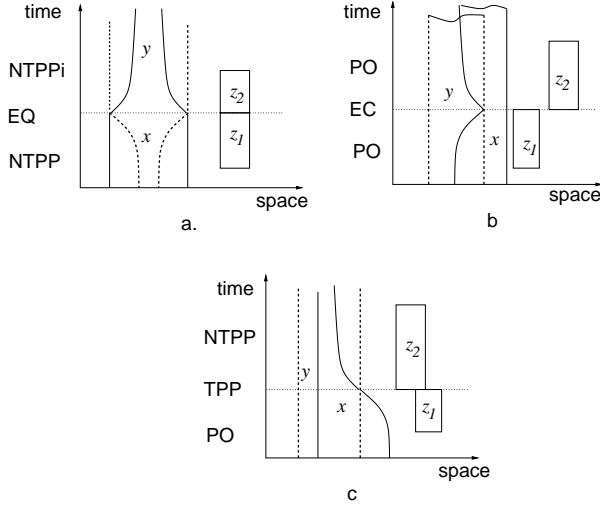 time
y
NTPPi
z2
EQ
x
z1
NTPP
space
a.
time
PO
y
z2
EC
x
z1
PO
space
b
time
NTPP
z2
y
TPP
x
z1
PO
space
c